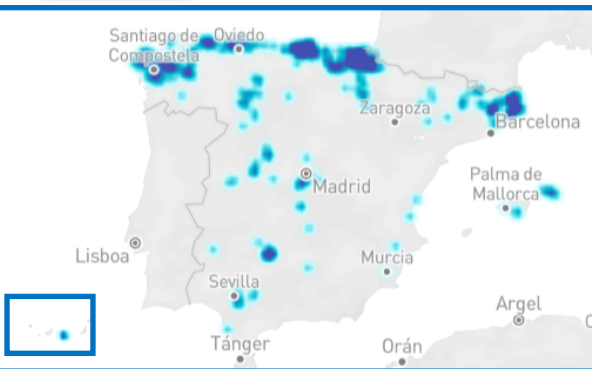 Santiago de
Compostela
Oviedo
Zaragoza
Barcelona
Madrid
Palma de
Mallorca
Lisboa
Murcia
Sevilla
Argel
Tánger
Orán